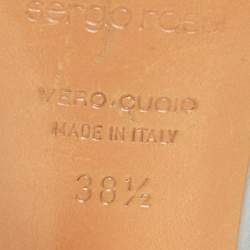 sergio rossi
VERO·CUOIO
MADE IN ITALY
38½